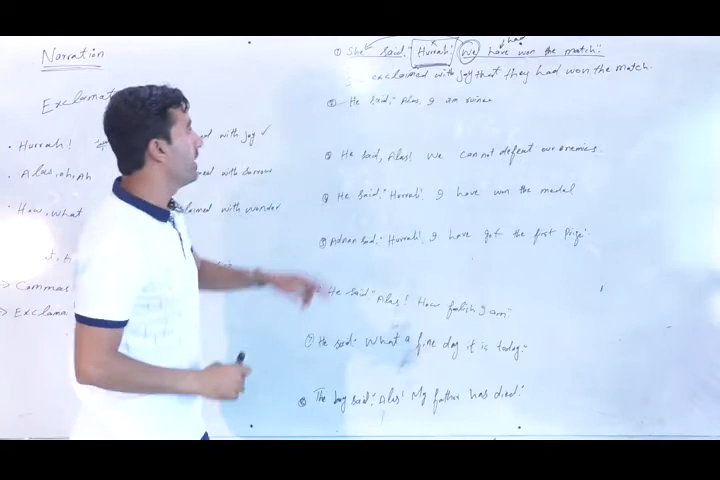 Narration
Exclamat
. Hurrah! ed with joy ✓
. Alas, oh, Ah med with sorrow
. How, what claimed with wonder
> Commas
> Exclama
① She said, "Hurrah! We have won the match".
had
exclaimed with joy that they had won the match.
② He said, "Alas, I am ruined
③ He said, Alas! We can not defeat our enemies.
④ He said, "Hurrah! I have won the medal
⑤ Adnan said, "Hurrah! I have got the first prize"
He said "Alas! How foolish I am"
⑦ He said "What a fine day it is today."
⑧ The boy said, "Alas! My father has died."